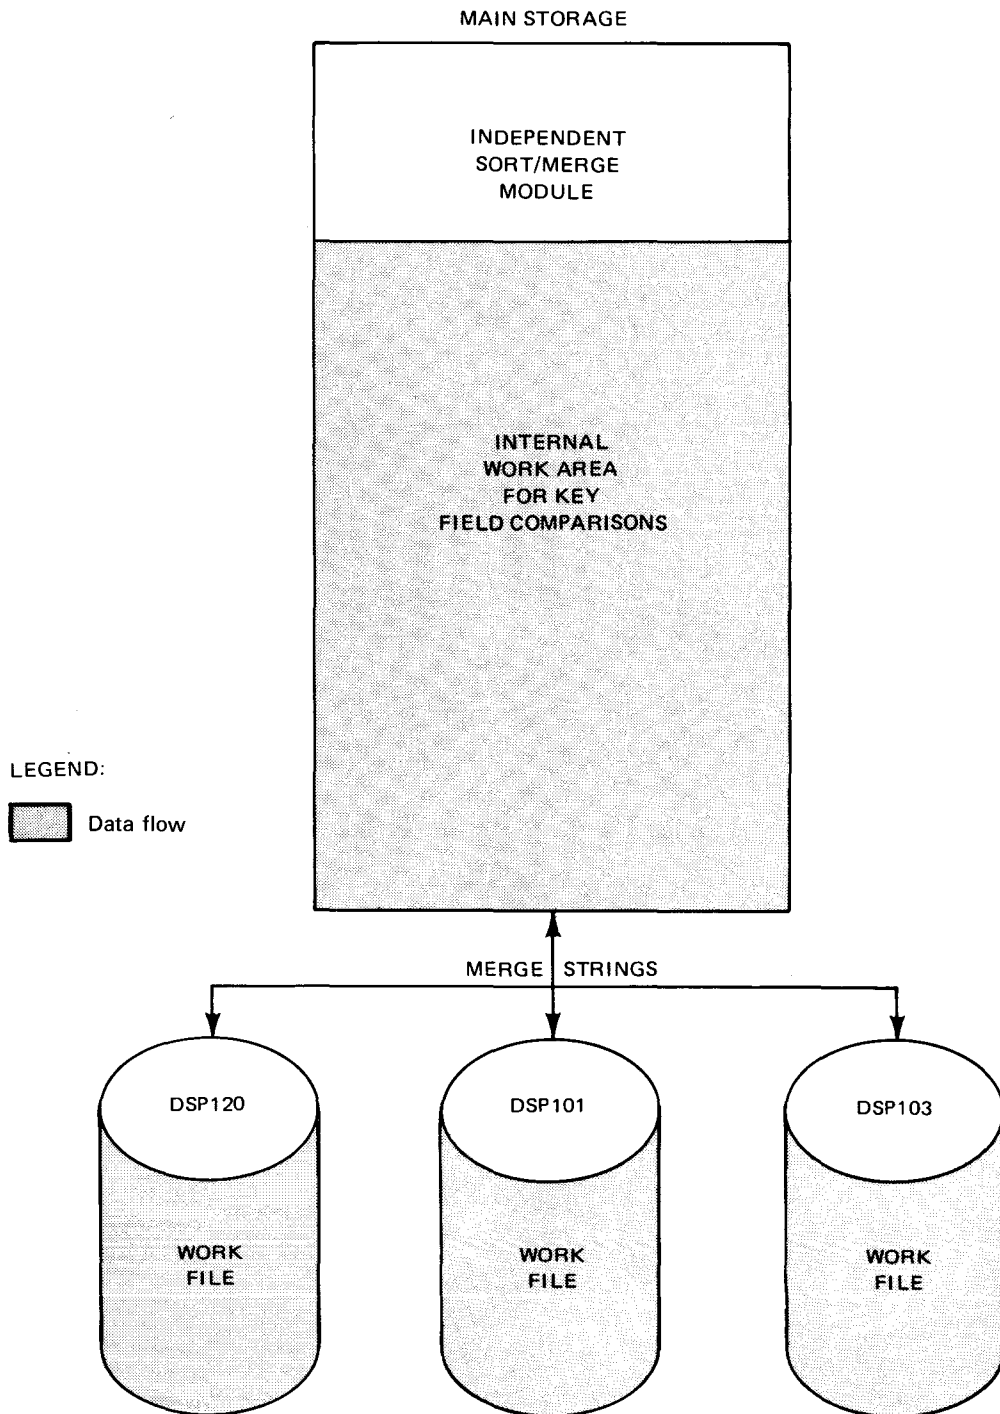 MAIN STORAGE
INDEPENDENT
SORT/MERGE
MODULE
INTERNAL
WORK AREA
FOR KEY
FIELD COMPARISONS
LEGEND:
Data flow
MERGE STRINGS
DSP120
DSP101
DSP103
WORK
FILE
WORK
FILE
WORK
FILE